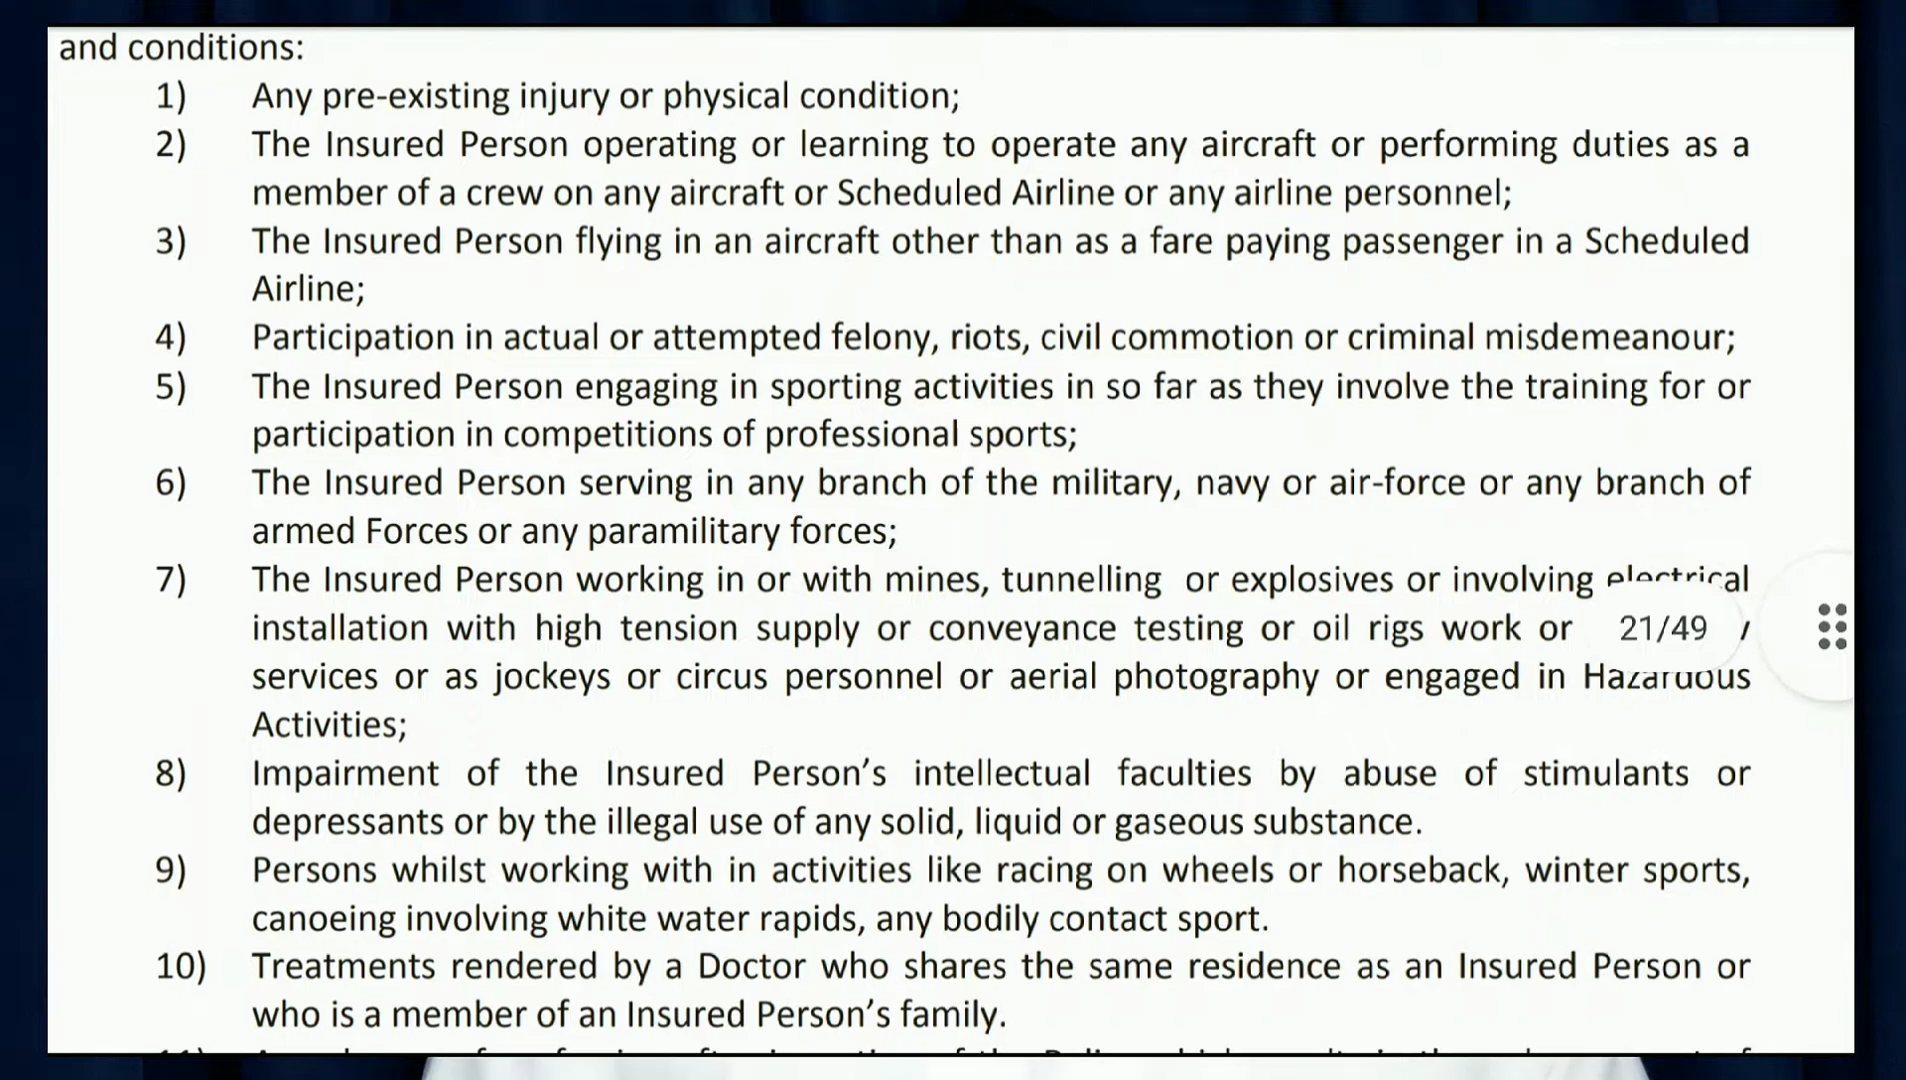 and conditions:
1) Any pre-existing injury or physical condition;
2) The Insured Person operating or learning to operate any aircraft or performing duties as a
member of a crew on any aircraft or Scheduled Airline or any airline personnel;
3) The Insured Person flying in an aircraft other than as a fare paying passenger in a Scheduled
Airline;
4) Participation in actual or attempted felony, riots, civil commotion or criminal misdemeanour;
5) The Insured Person engaging in sporting activities in so far as they involve the training for or
participation in competitions of professional sports;
6) The Insured Person serving in any branch of the military, navy or air-force or any branch of
armed Forces or any paramilitary forces;
7) The Insured Person working in or with mines, tunnelling or explosives or involving electrical
installation with high tension supply or conveyance testing or oil rigs work or 21/49
services or as jockeys or circus personnel or aerial photography or engaged in Hazardous
Activities;
8) Impairment of the Insured Person’s intellectual faculties by abuse of stimulants or
depressants or by the illegal use of any solid, liquid or gaseous substance.
9) Persons whilst working with in activities like racing on wheels or horseback, winter sports,
canoeing involving white water rapids, any bodily contact sport.
10) Treatments rendered by a Doctor who shares the same residence as an Insured Person or
who is a member of an Insured Person’s family.